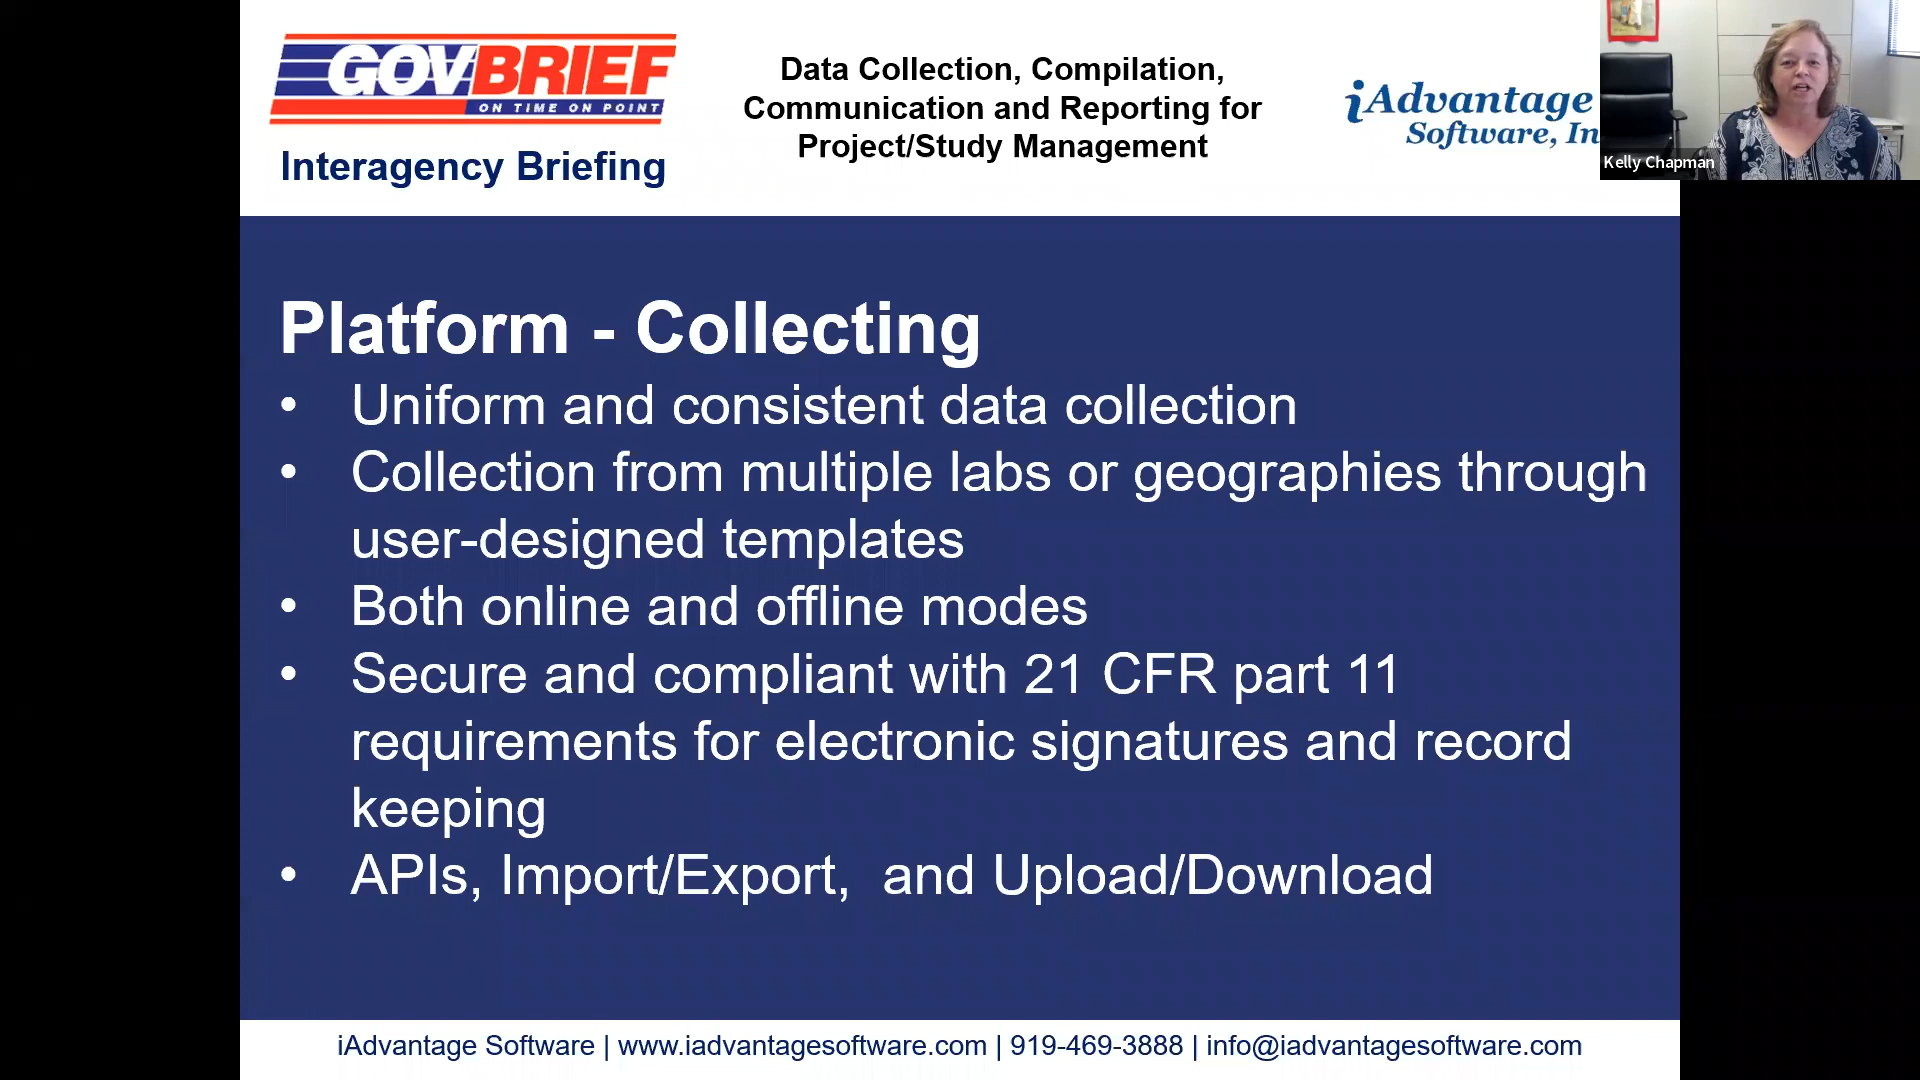 GOVBRIEF
ON TIME ON POINT
Interagency Briefing
Data Collection, Compilation,
Communication and Reporting for
Project/Study Management
iAdvantage
Software, In
Kelly Chapman
Platform - Collecting
• Uniform and consistent data collection
• Collection from multiple labs or geographies through
user-designed templates
• Both online and offline modes
• Secure and compliant with 21 CFR part 11
requirements for electronic signatures and record
keeping
• APIs, Import/Export,  and Upload/Download
iAdvantage Software | www.iadvantagesoftware.com | 919-469-3888 | info@iadvantagesoftware.com